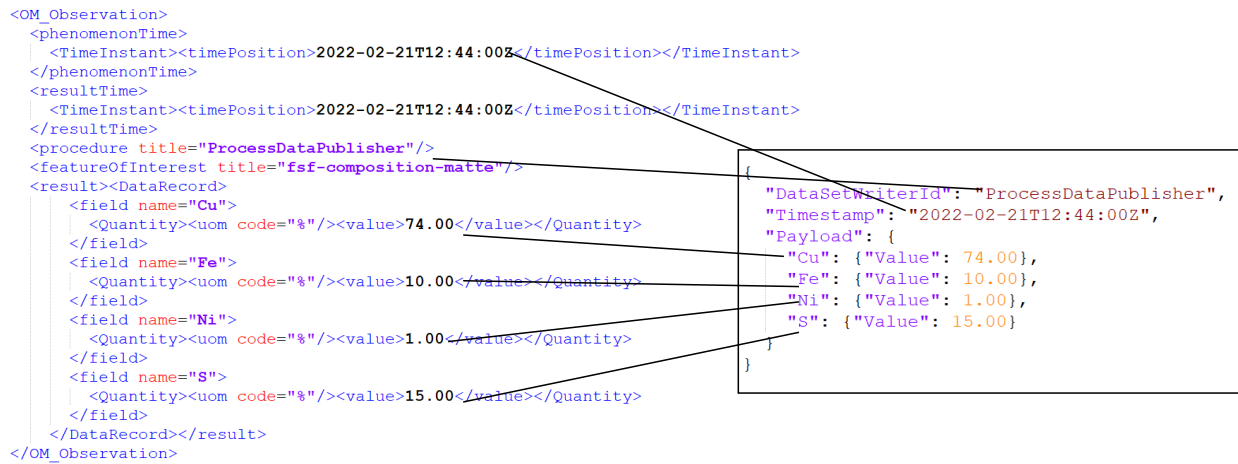 <OM_Observation>
<phenomenonTime>
<TimeInstant><timePosition>2022-02-21T12:44:00Z</timePosition></TimeInstant>
</phenomenonTime>
<resultTime>
<TimeInstant><timePosition>2022-02-21T12:44:00Z</timePosition></TimeInstant>
</resultTime>
<procedure title="ProcessDataPublisher"/>
<featureOfInterest title="fsf-composition-matte"/>
<result><DataRecord>
<field name="Cu">
<Quantity><uom code="%"/><value>74.00</value></Quantity>
</field>
<field name="Fe">
<Quantity><uom code="%"/><value>10.00</value></Quantity>
</field>
<field name="Ni">
<Quantity><uom code="%"/><value>1.00</value></Quantity>
</field>
<field name="S">
<Quantity><uom code="%"/><value>15.00</value></Quantity>
</field>
</DataRecord></result>
</OM_Observation>
{
"DataSetWriterId": "ProcessDataPublisher",
"Timestamp": "2022-02-21T12:44:00Z",
"Payload": {
"Cu": {"Value": 74.00},
"Fe": {"Value": 10.00},
"Ni": {"Value": 1.00},
"S": {"Value": 15.00}
}
}